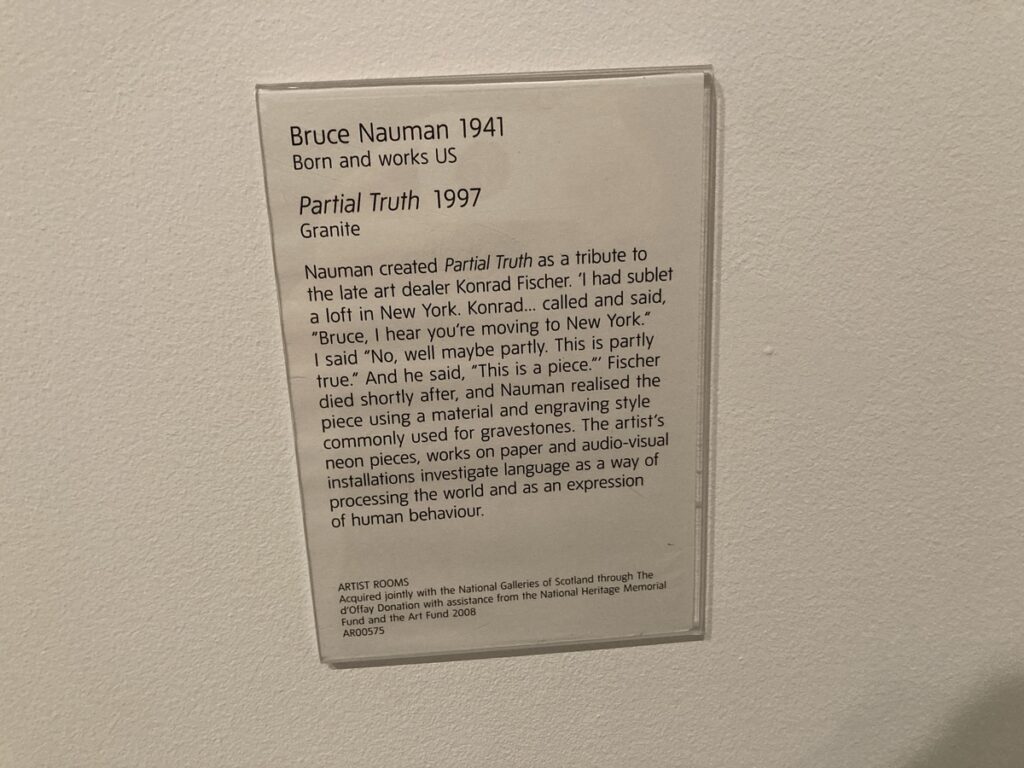 Bruce Nauman 1941
Born and works US
Partial Truth 1997
Granite
Nauman created Partial Truth as a tribute to
the late art dealer Konrad Fischer. ‘I had sublet
a loft in New York. Konrad... called and said,
“Bruce, I hear you’re moving to New York.”
I said “No, well maybe partly. This is partly
true.” And he said, “This is a piece.”’ Fischer
died shortly after, and Nauman realised the
piece using a material and engraving style
commonly used for gravestones. The artist’s
neon pieces, works on paper and audio-visual
installations investigate language as a way of
processing the world and as an expression
of human behaviour.
ARTIST ROOMS
Acquired jointly with the National Galleries of Scotland through The
d’Offay Donation with assistance from the National Heritage Memorial
Fund and the Art Fund 2008
AR00575